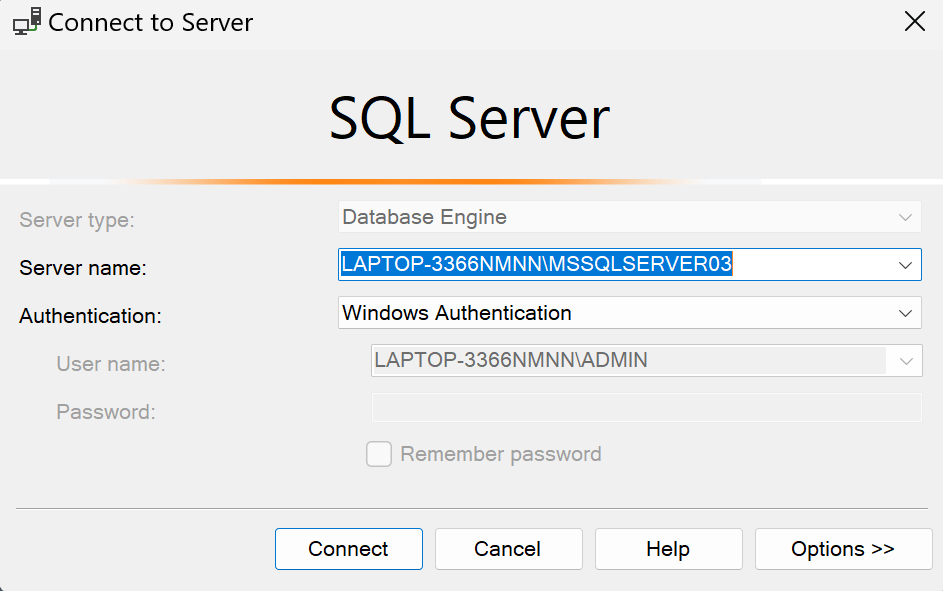 Connect to Server
SQL Server
Server type: Database Engine
Server name: LAPTOP-3366NMNN\MSSQLSERVER03
Authentication: Windows Authentication
User name: LAPTOP-3366NMNN\ADMIN
Password:
Remember password
Connect Cancel Help Options >>